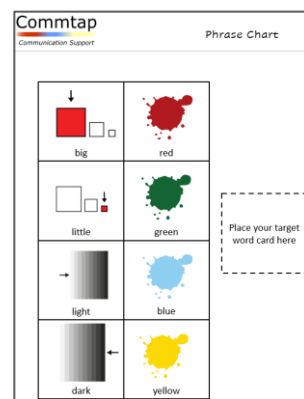 Commtap
Communication Support
Phrase Chart
big
red
little
green
Place your target
word card here
light
blue
dark
yellow